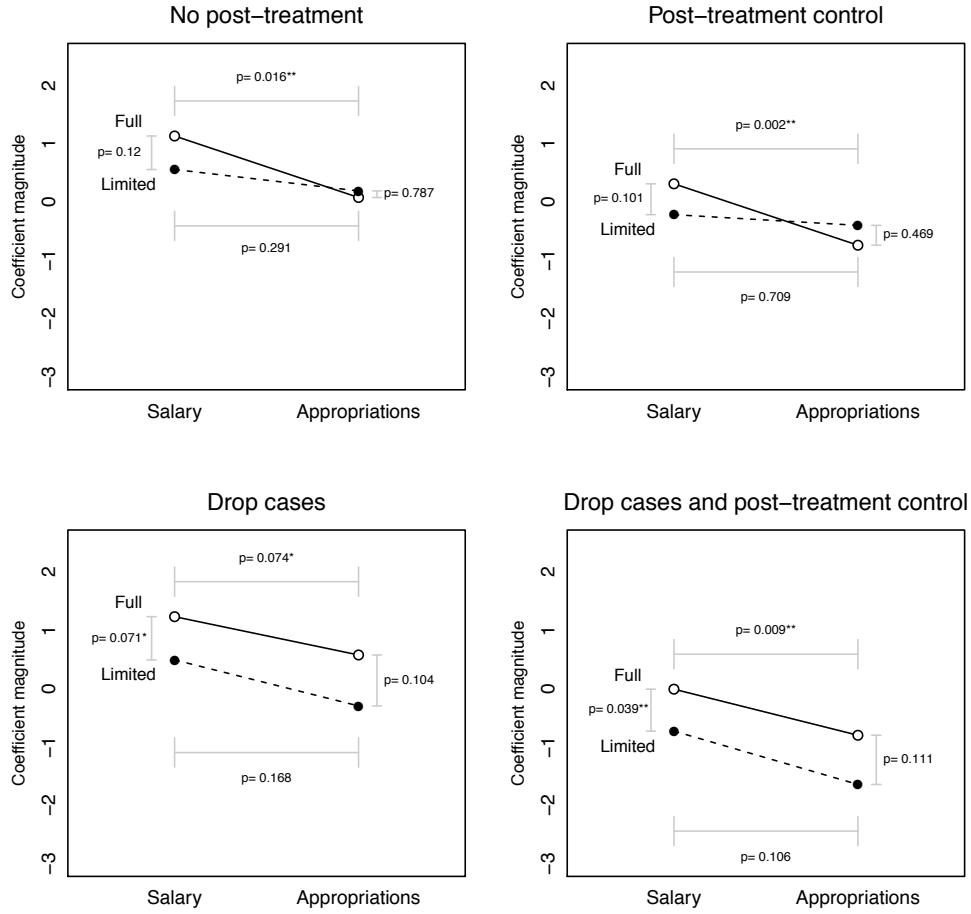 No post−treatment
Coefficient magnitude
2
1
0
−1
−2
−3
p= 0.016**
Full
p= 0.12
Limited
p= 0.787
p= 0.291
Salary Appropriations
Post−treatment control
Coefficient magnitude
2
1
0
−1
−2
−3
p= 0.002**
Full
p= 0.101
Limited
p= 0.469
p= 0.709
Salary Appropriations
Drop cases
Coefficient magnitude
2
1
0
−1
−2
−3
p= 0.074*
Full
p= 0.071*
Limited
p= 0.104
p= 0.168
Salary Appropriations
Drop cases and post−treatment control
Coefficient magnitude
2
1
0
−1
−2
−3
p= 0.009**
Full
p= 0.039**
Limited
p= 0.111
p= 0.106
Salary Appropriations